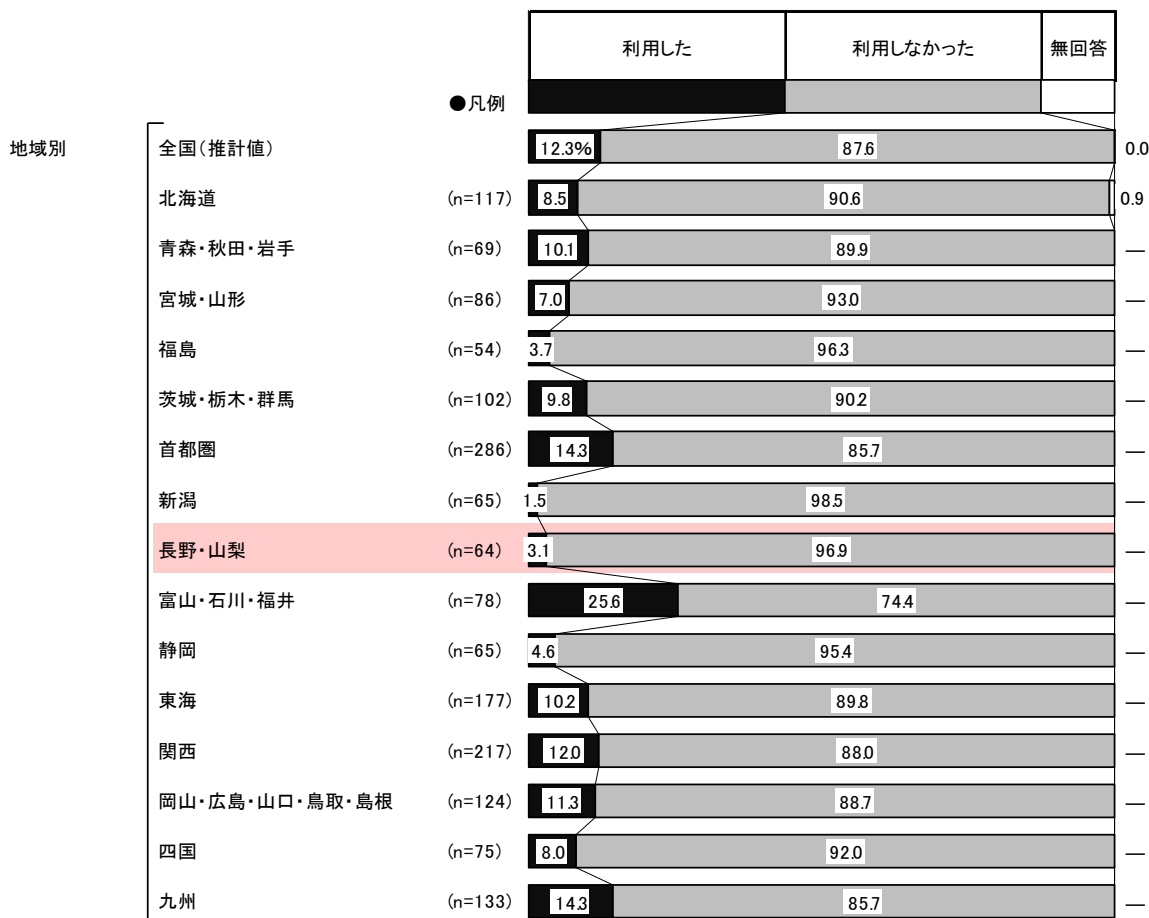 利用した 利用しなかった 無回答
●凡例
地域別 全国(推計値) 12.3% 87.6 0.0
北海道 (n=117) 8.5 90.6 0.9
青森・秋田・岩手 (n=69) 10.1 89.9 —
宮城・山形 (n=86) 7.0 93.0 —
福島 (n=54) 3.7 96.3 —
茨城・栃木・群馬 (n=102) 9.8 90.2 —
首都圏 (n=286) 14.3 85.7 —
新潟 (n=65) 1.5 98.5 —
長野・山梨 (n=64) 3.1 96.9 —
富山・石川・福井 (n=78) 25.6 74.4 —
静岡 (n=65) 4.6 95.4 —
東海 (n=177) 10.2 89.8 —
関西 (n=217) 12.0 88.0 —
岡山・広島・山口・鳥取・島根 (n=124) 11.3 88.7 —
四国 (n=75) 8.0 92.0 —
九州 (n=133) 14.3 85.7 —